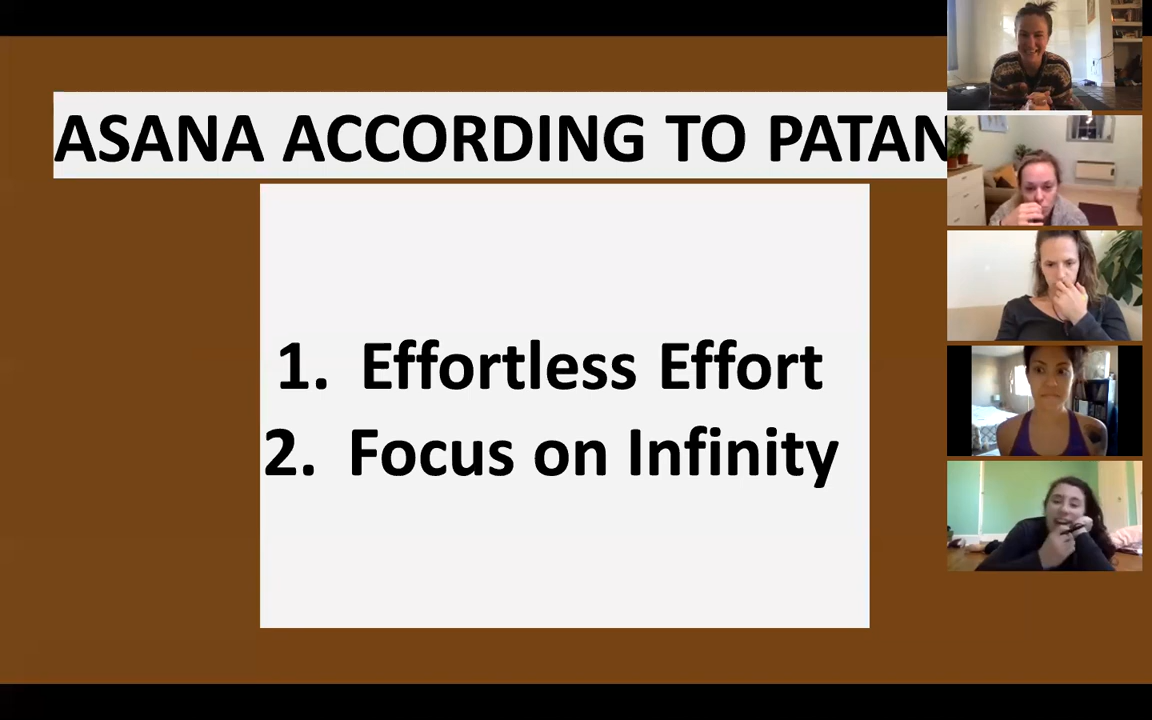 ASANA ACCORDING TO PATAN
1. Effortless Effort
2. Focus on Infinity